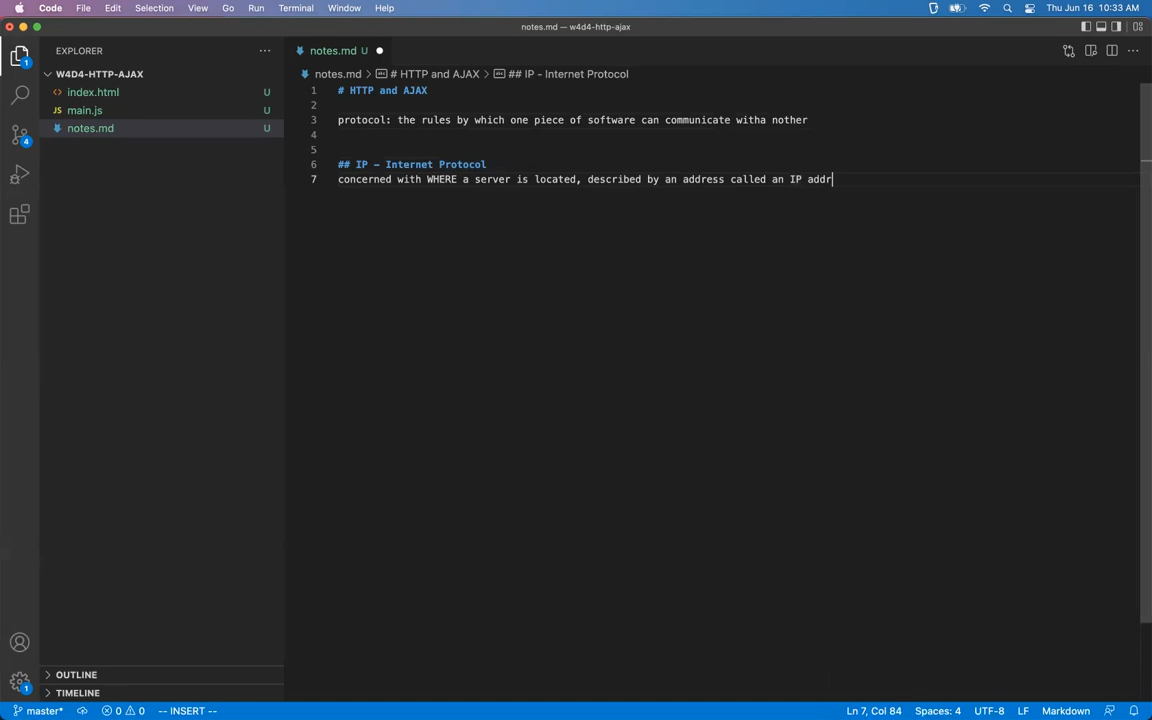 Code File Edit Selection View Go Run Terminal Window Help Thu Jun 16 10:33 AM
notes.md — w4d4-http-ajax
EXPLORER
notes.md U
W4D4-HTTP-AJAX
notes.md > # HTTP and AJAX > ## IP - Internet Protocol
index.html U
JS main.js U
notes.md U
1 # HTTP and AJAX
2
3 protocol: the rules by which one piece of software can communicate witha nother
4
5
6 ## IP - Internet Protocol
7 concerned with WHERE a server is located, described by an address called an IP addr
1
4
OUTLINE
TIMELINE
1
master* 0 0 -- INSERT -- Ln 7, Col 84 Spaces: 4 UTF-8 LF Markdown